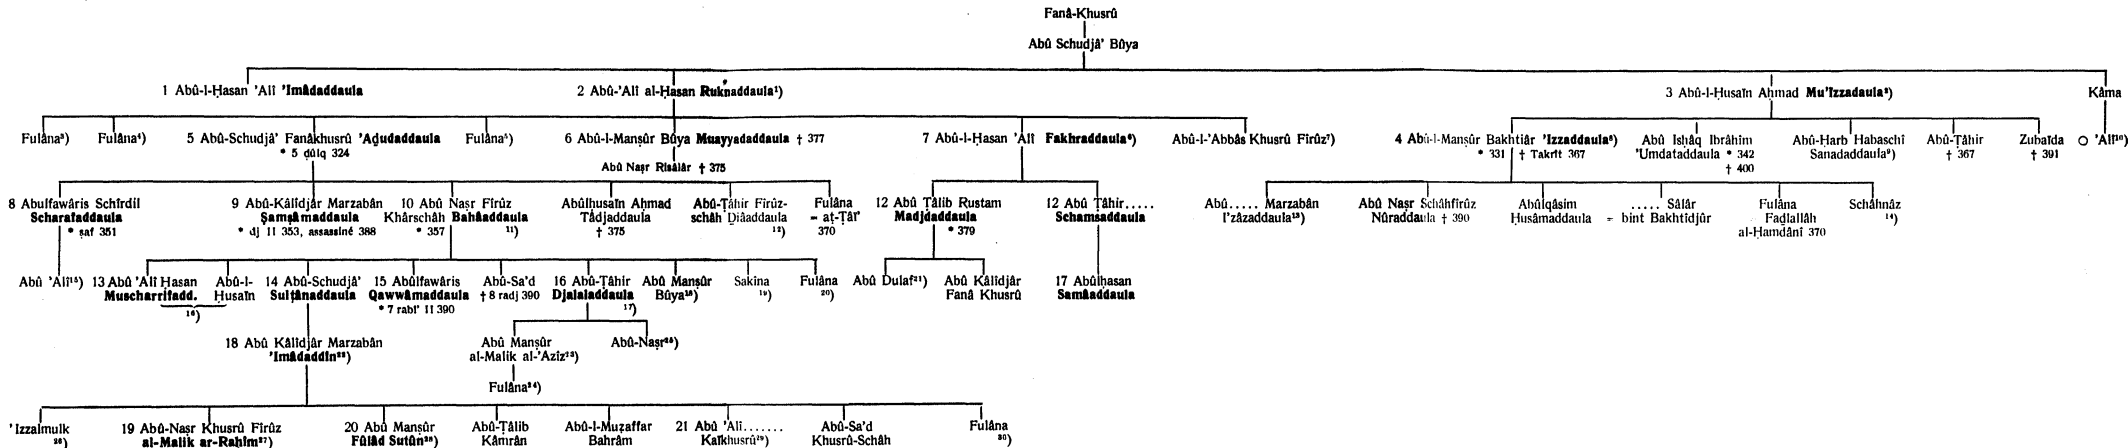 Fanâ-Khusrû
Abû Schudjâ' Bûya
1 Abû-l-Ḥasan 'Alî 'Imâdaddaula
2 Abû-'Alî al-Ḥasan Ruknaddaula¹)
3 Abû-l-Ḥusaïn Aḥmad Mu'izzadaula²)
Kâma
Fulâna³)
Fulâna⁴)
5 Abû-Schudjâ' Fanâkhusrû 'Aḍudaddaula
* 5 ḏûlq 324
Fulâna⁵)
6 Abû-l-Manṣûr Bûya Muayyadaddaula † 377
Abû Naṣr Risâlâr † 375
7 Abû-l-Ḥasan 'Alî Fakhraddaula⁶)
Abû-l-'Abbâs Khusrû Firûz⁷)
4 Abû-l-Manṣûr Bakhtiâr 'Izzaddaula⁸)
* 331 † Takrît 367
Abû Isḥâq Ibrâhîm
'Umdataddaula * 342
† 400
Abû-Ḥarb Habaschî
Sanadaddaula⁹)
Abû-Ṭâhir
† 367
Zubaïda
† 391
○ 'Alî¹⁰)
8 Abulfawâris Schîrdil
Scharafaddaula
* ṣaf 351
9 Abû-Kâlîdjâr Marzabân
Ṣamṣâmaddaula
* dj II 353, assassiné 388
10 Abû Naṣr Fîrûz
Khârschâh Bahâaddaula
* 357 ¹¹)
Abûlḥusaïn Aḥmad
Tâdjaddaula
† 375
Abû-Ṭâhir Fîrûz-
schâh Ḍiâaddaula
¹²)
Fulâna
= aṭ-Ṭâi'
370
12 Abû Tâlib Rustam
Madjdaddaula
* 379
12 Abû Ṭâhir.....
Schamsaddaula
Abû..... Marzabân
I'zâzaddaula¹³)
Abû Naṣr Schâhfîrûz
Nûraddaula † 390
Abûlqâsim
Ḥusâmaddaula
..... Sâlâr
= bint Bakhtidjûr
Fulâna
Faḍlallâh
al-Ḥamdânî 370
Schâhnâz
¹⁴)
Abû 'Alî¹⁵)
13 Abû 'Alî Ḥasan
Muscharrifadd.
Abû-l-
Ḥusaïn
¹⁶)
14 Abû-Schudjâ'
Sulṭânaddaula
15 Abûlfawâris
Qawwâmaddaula
* 7 rabî' II 390
Abû-Sa'd
† 8 radj 390
16 Abû-Ṭâhir
Djalaladdaula
¹⁷)
Abû Manṣûr
Bûya¹⁸)
Sakîna
¹⁹)
Fulâna
²⁰)
Abû Dulaf²¹)
Abû Kâlîdjâr
Fanâ Khusrû
17 Abûlḥasan
Samâaddaula
18 Abû Kâlîdjâr Marzabân
'Imâdaddîn²²)
Abû Manṣûr
al-Malik al-'Azîz²³)
Abû-Naṣr²⁵)
Fulâna²⁴)
'Izzalmulk
²⁶)
19 Abû-Naṣr Khusrû Fîrûz
al-Malik ar-Raḥîm²⁷)
20 Abû Manṣûr
Fûlâd Sutûn²⁸)
Abû-Ṭâlib
Kâmrân
Abû-l-Muẓaffar
Bahrâm
21 Abû 'Alî.......
Kaïkhusrû²⁹)
Abû-Sa'd
Khusrû-Schâh
Fulâna
³⁰)